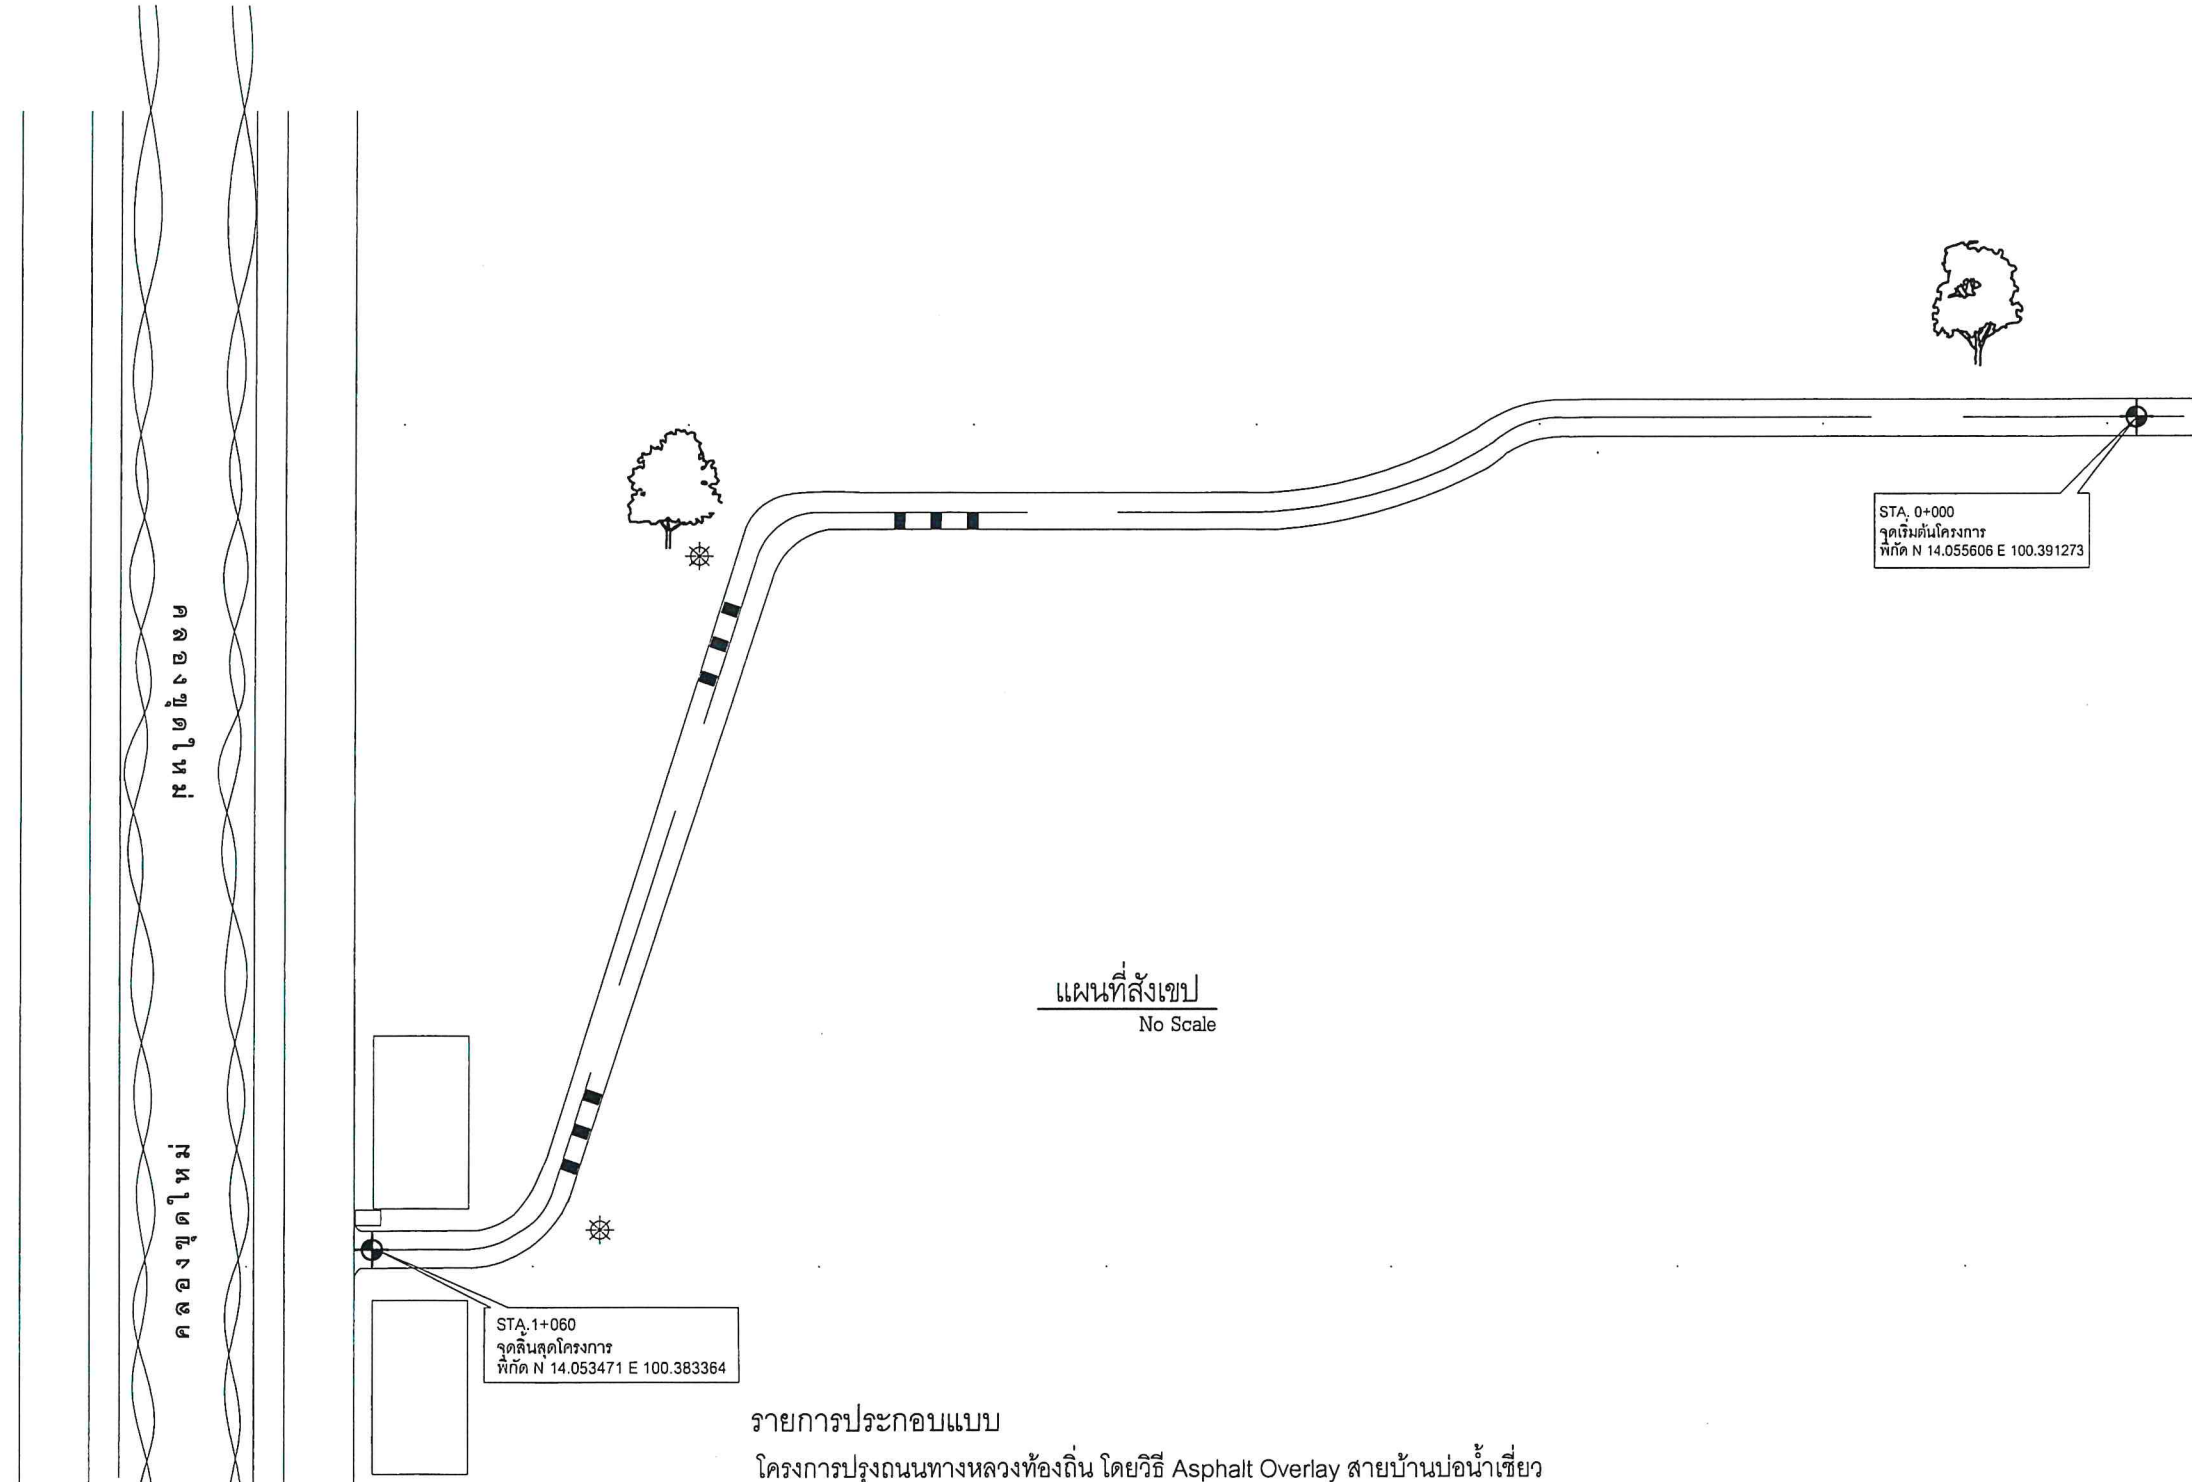 คลองขุดใหม่
STA. 0+000
จุดเริ่มต้นโครงการ
พิกัด N 14.055606 E 100.391273
แผนที่สังเขป
No Scale
คลองขุดใหม่
STA.1+060
จุดสิ้นสุดโครงการ
พิกัด N 14.053471 E 100.383364
รายการประกอบแบบ
โครงการปรุงถนนทางหลวงท้องถิ่น โดยวิธี Asphalt Overlay สายบ้านบ่อน้ำเชี่ยว